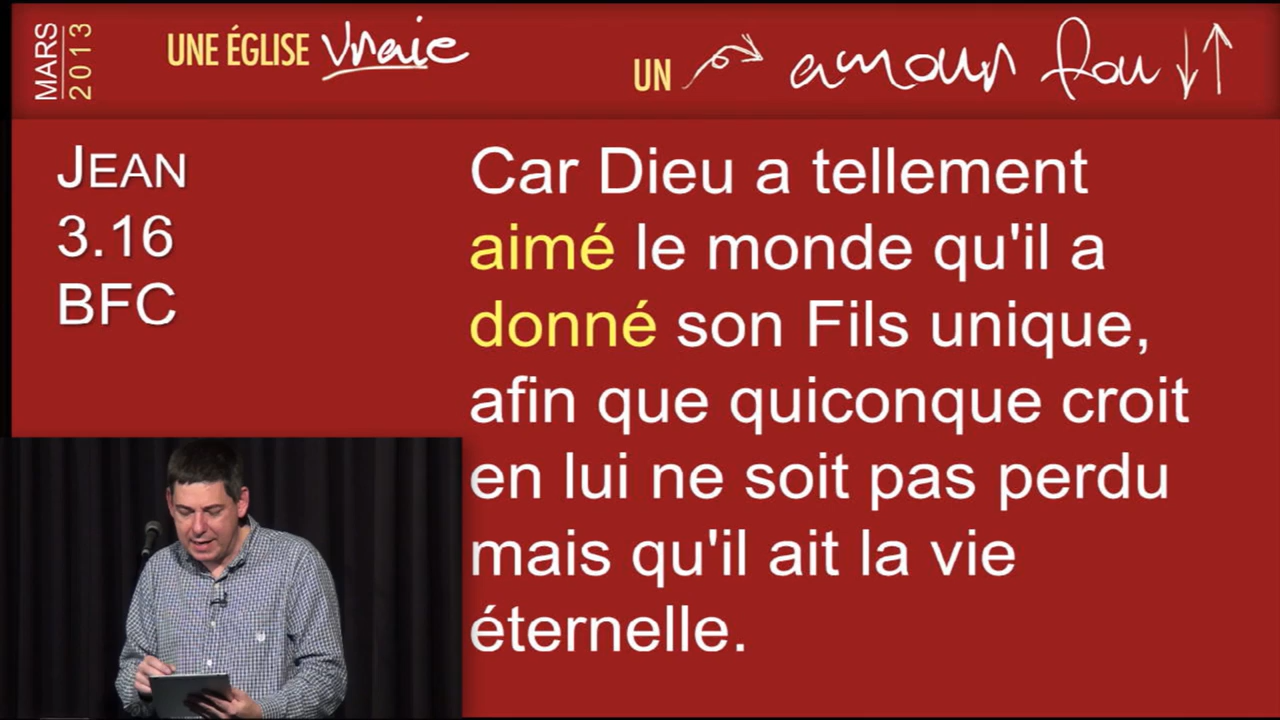 MARS
2013
UNE ÉGLISE vraie
UN amour fou
JEAN
3.16
BFC
Car Dieu a tellement
aimé le monde qu'il a
donné son Fils unique,
afin que quiconque croit
en lui ne soit pas perdu
mais qu'il ait la vie
éternelle.